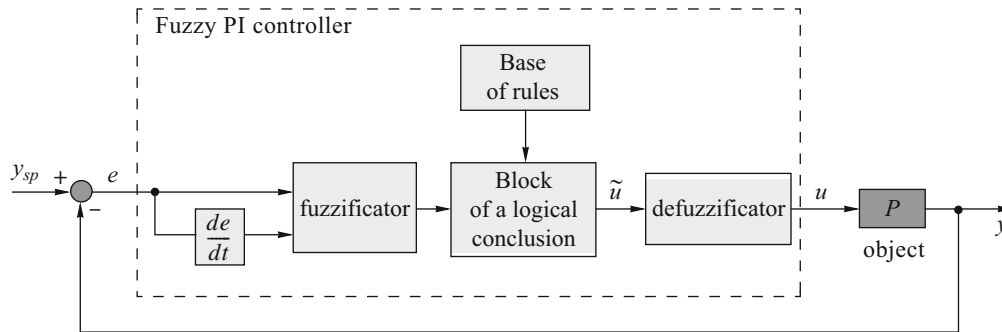 Fuzzy PI controller
Base
of rules
y_sp
+
e
−
de
dt
fuzzificator
Block
of a logical
conclusion
ũ
defuzzificator
u
P
object
y